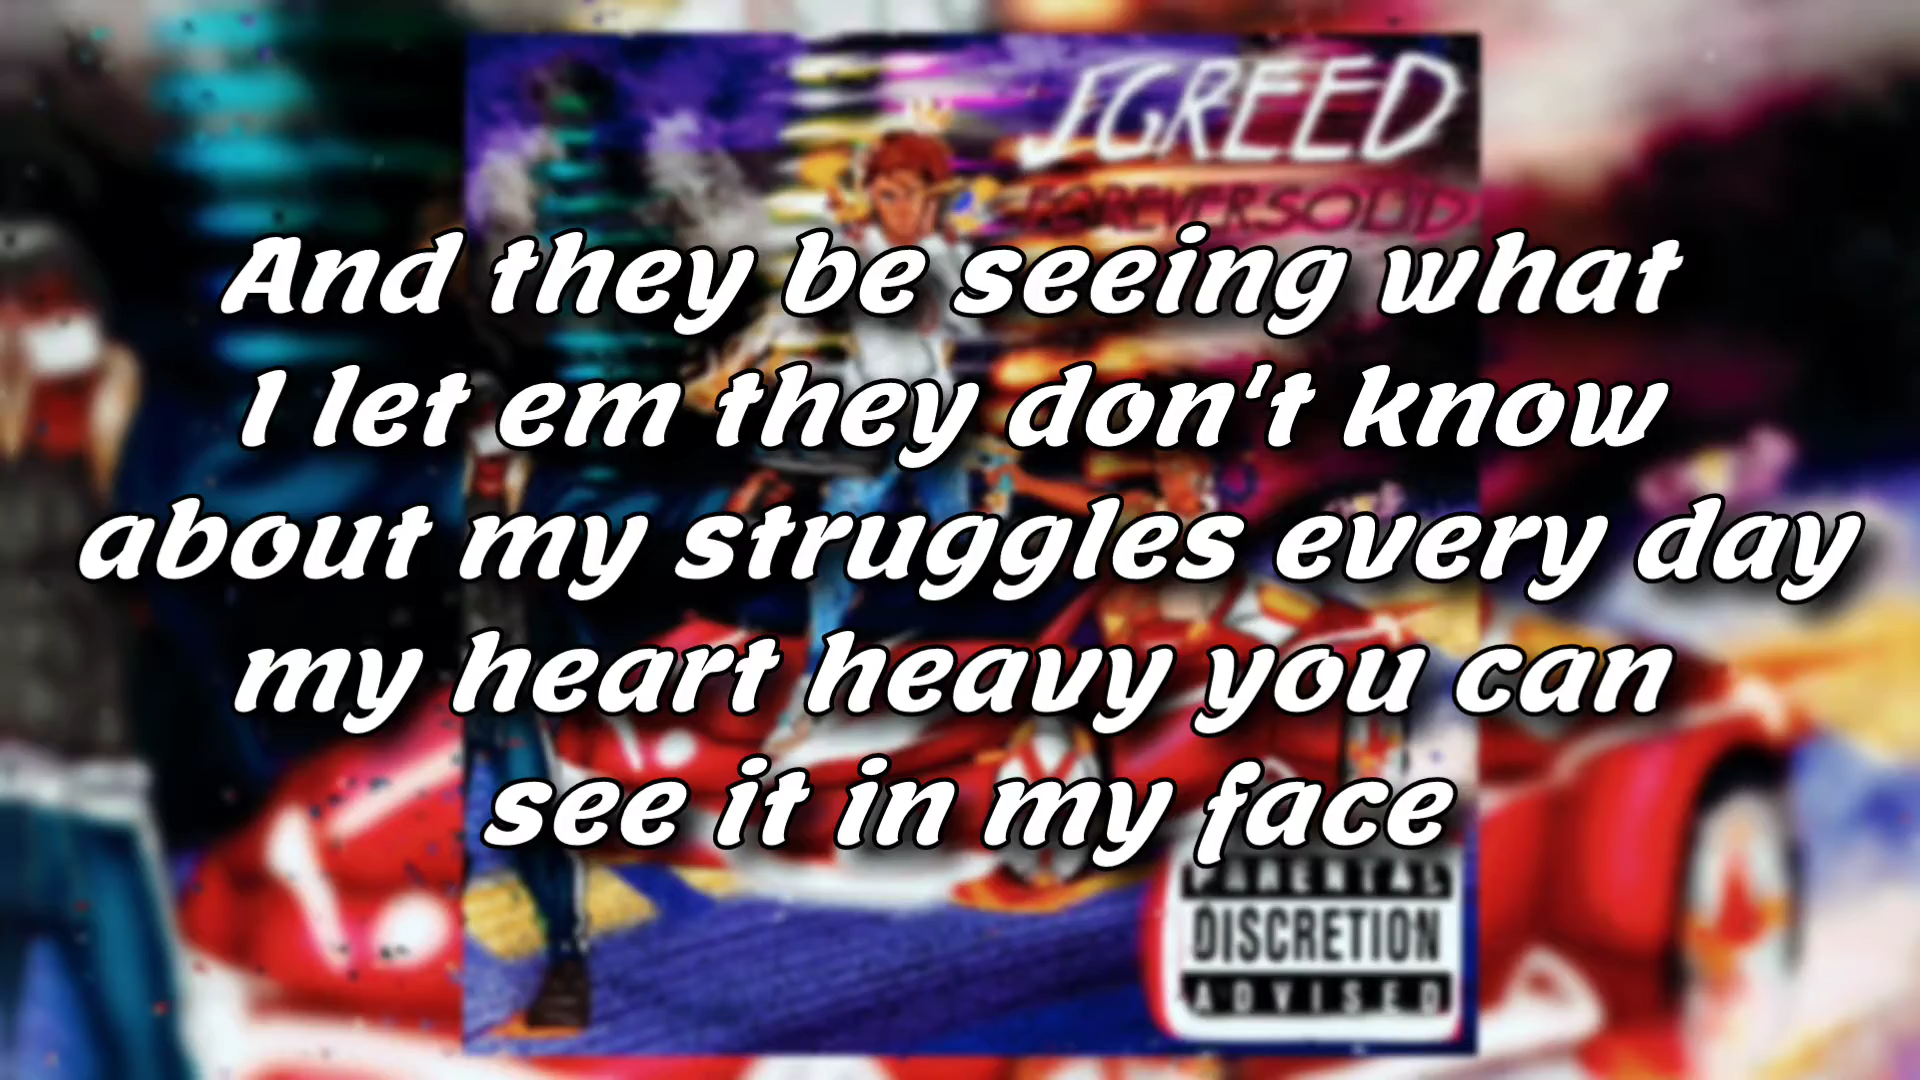 JGREED
FOREVERSOLID
And they be seeing what
I let em they don't know
about my struggles every day
my heart heavy you can
see it in my face
PARENTAL
DISCRETION
ADVISED